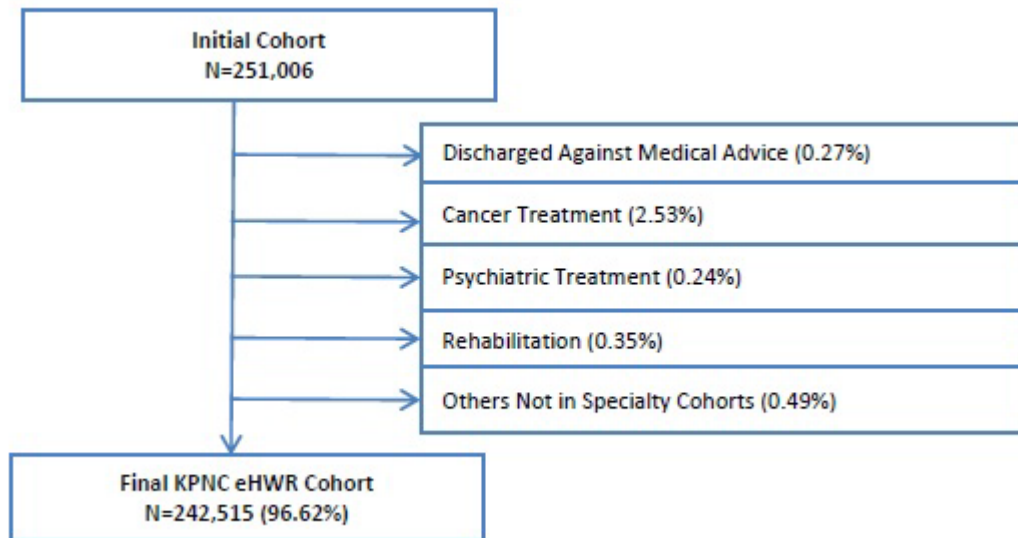 Initial Cohort
N=251,006
Discharged Against Medical Advice (0.27%)
Cancer Treatment (2.53%)
Psychiatric Treatment (0.24%)
Rehabilitation (0.35%)
Others Not in Specialty Cohorts (0.49%)
Final KPNC eHWR Cohort
N=242,515 (96.62%)